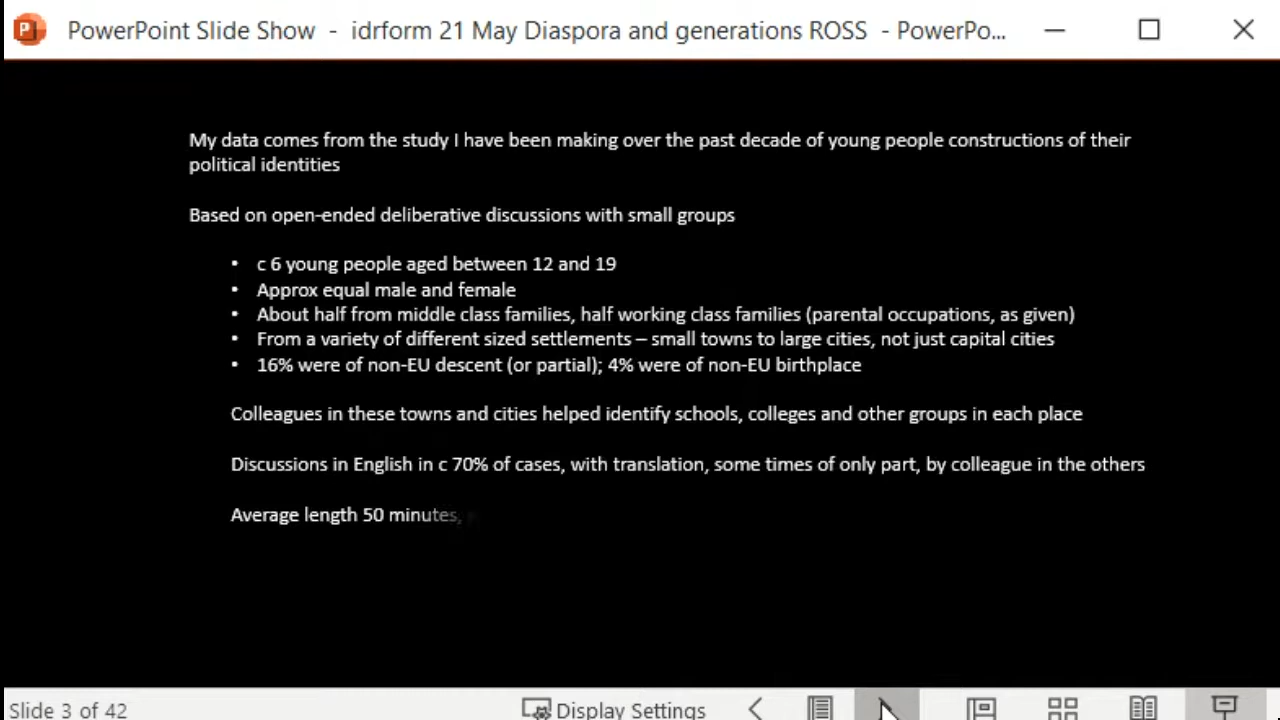 PowerPoint Slide Show - idrform 21 May Diaspora and generations ROSS - PowerPo...
My data comes from the study I have been making over the past decade of young people constructions of their
political identities
Based on open-ended deliberative discussions with small groups
• c 6 young people aged between 12 and 19
• Approx equal male and female
• About half from middle class families, half working class families (parental occupations, as given)
• From a variety of different sized settlements – small towns to large cities, not just capital cities
• 16% were of non-EU descent (or partial); 4% were of non-EU birthplace
Colleagues in these towns and cities helped identify schools, colleges and other groups in each place
Discussions in English in c 70% of cases, with translation, some times of only part, by colleague in the others
Average length 50 minutes,
Slide 3 of 42
Display Settings